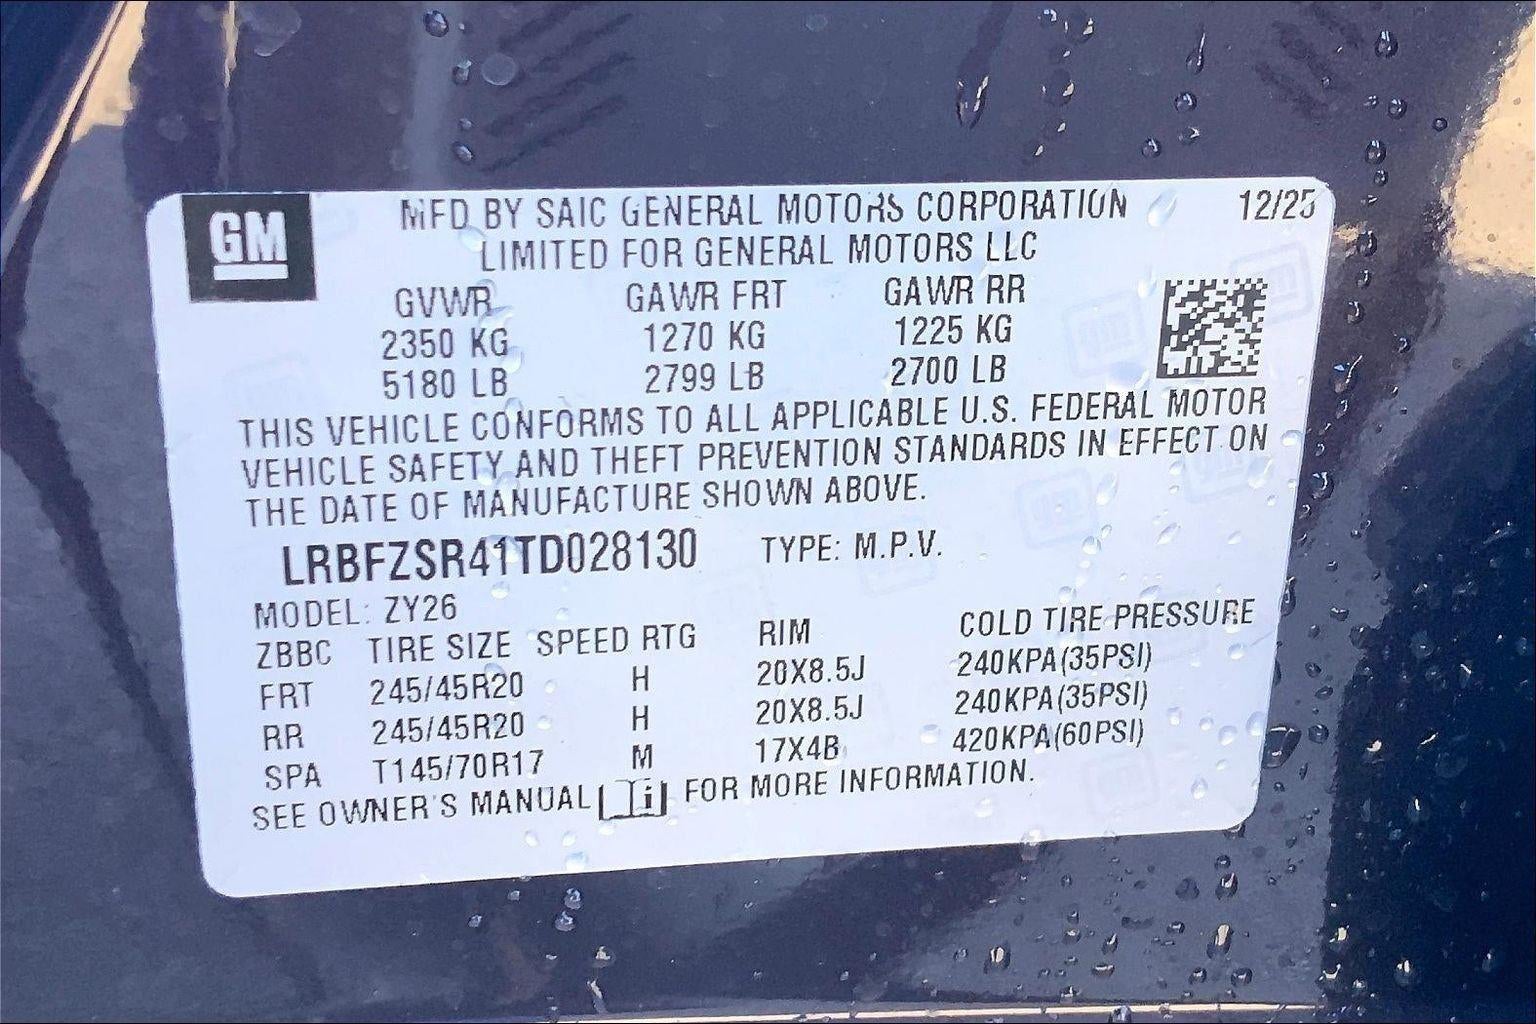 GM
MFD BY SAIC GENERAL MOTORS CORPORATION 12/25
LIMITED FOR GENERAL MOTORS LLC
GVWR GAWR FRT GAWR RR
2350 KG 1270 KG 1225 KG
5180 LB 2799 LB 2700 LB
THIS VEHICLE CONFORMS TO ALL APPLICABLE U.S. FEDERAL MOTOR
VEHICLE SAFETY AND THEFT PREVENTION STANDARDS IN EFFECT ON
THE DATE OF MANUFACTURE SHOWN ABOVE.
LRBFZSR41TD028130 TYPE: M.P.V.
MODEL: ZY26
ZBBC TIRE SIZE SPEED RTG RIM COLD TIRE PRESSURE
FRT 245/45R20 H 20X8.5J 240KPA(35PSI)
RR 245/45R20 H 20X8.5J 240KPA(35PSI)
SPA T145/70R17 M 17X4B 420KPA(60PSI)
SEE OWNER'S MANUAL i FOR MORE INFORMATION.